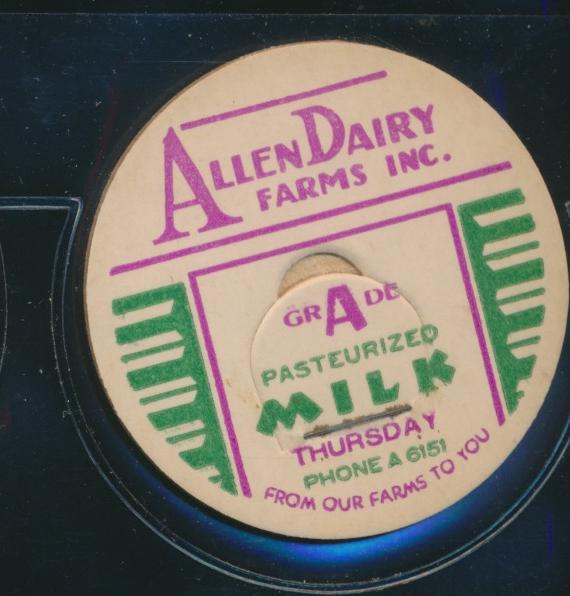 ALLEN DAIRY
FARMS INC.
GRADE
PASTEURIZED
MILK
THURSDAY
PHONE A 6151
FROM OUR FARMS TO YOU